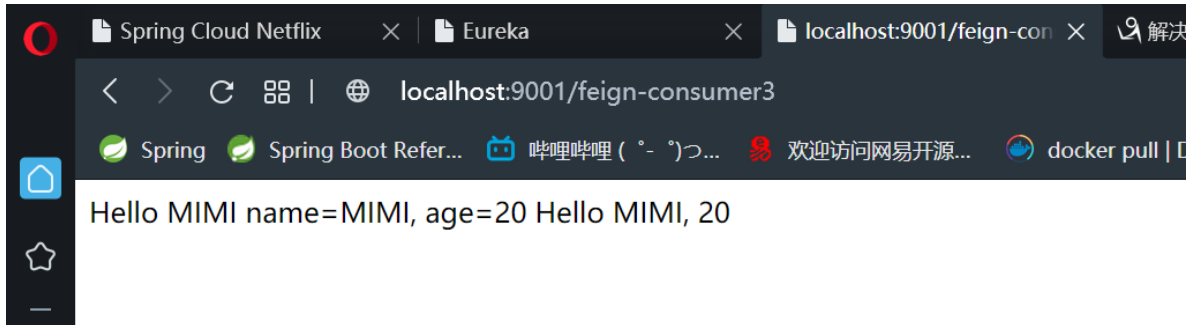 Spring Cloud Netflix Eureka localhost:9001/feign-con 解决
localhost:9001/feign-consumer3
Spring Spring Boot Refer... 哔哩哔哩 ( ゜- ゜)つ... 易 欢迎访问网易开源... docker pull | D
Hello MIMI name=MIMI, age=20 Hello MIMI, 20